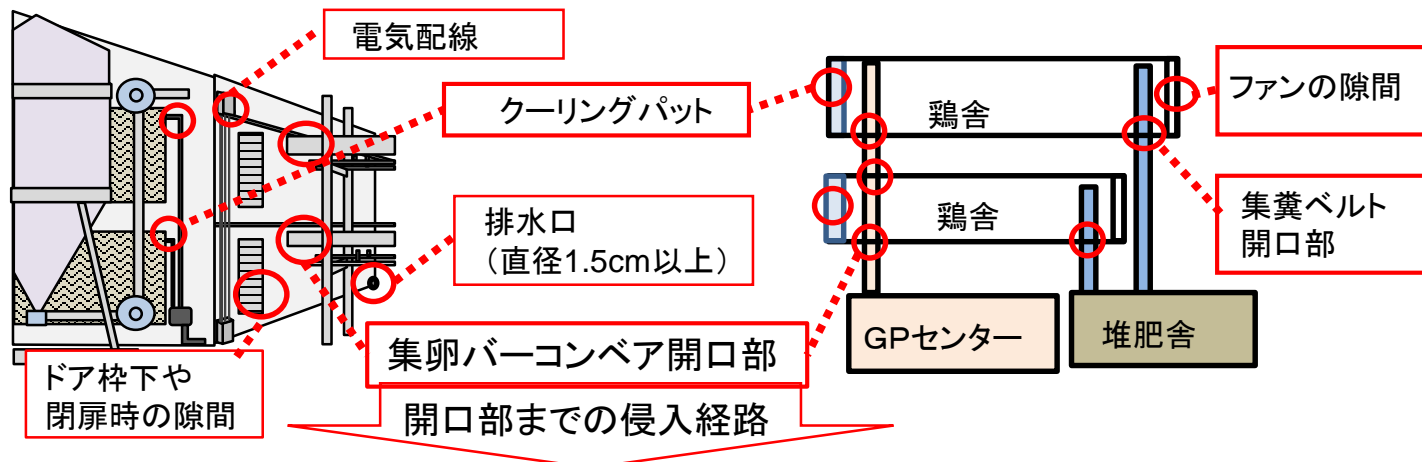 電気配線
クーリングパット
排水口
（直径1.5cm以上）
集卵バーコンベア開口部
ドア枠下や
閉扉時の隙間
開口部までの侵入経路
鶏舎
鶏舎
ファンの隙間
集糞ベルト
開口部
GPセンター
堆肥舎